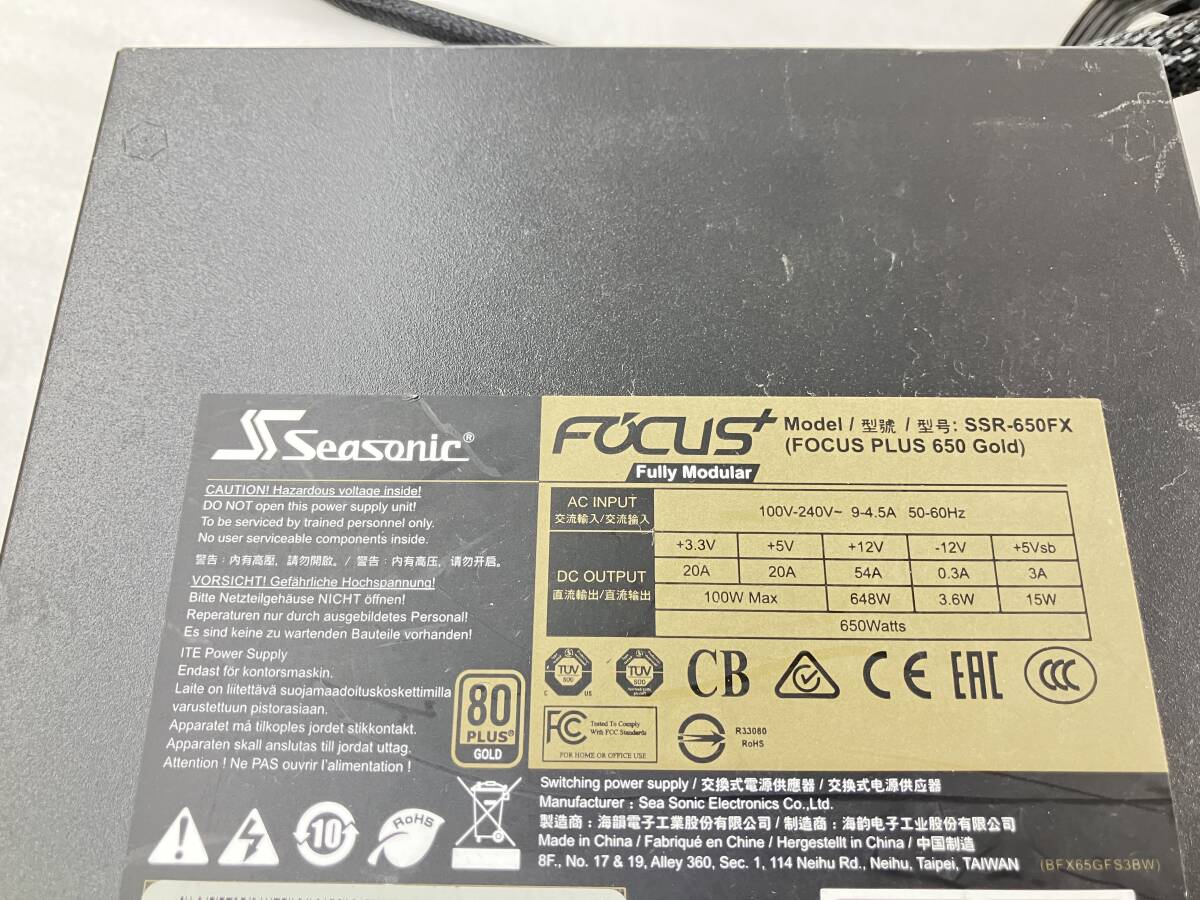 Seasonic®
FOCUS+
Fully Modular
Model / 型號 / 型号: SSR-650FX
(FOCUS PLUS 650 Gold)
CAUTION! Hazardous voltage inside!
DO NOT open this power supply unit!
To be serviced by trained personnel only.
No user serviceable components inside.
警告：內有高壓，請勿開啟。/ 警告：内有高压，请勿开启。
VORSICHT! Gefährliche Hochspannung!
Bitte Netzteilgehäuse NICHT öffnen!
Reperaturen nur durch ausgebildetes Personal!
Es sind keine zu wartenden Bauteile vorhanden!
ITE Power Supply
Endast för kontorsmaskin.
Laite on liitettävä suojamaadoituskoskettimilla
varustettuun pistorasiaan.
Apparatet må tilkoples jordet stikkontakt.
Apparaten skall anslutas till jordat uttag.
Attention ! Ne PAS ouvrir l'alimentation !
80
PLUS®
GOLD
10
RoHS
AC INPUT
交流輸入/交流输入
100V-240V~ 9-4.5A 50-60Hz
DC OUTPUT
直流輸出/直流输出
+3.3V +5V +12V -12V +5Vsb
20A 20A 54A 0.3A 3A
100W Max 648W 3.6W 15W
650Watts
TÜV
SÜD
C US
TÜV
SÜD
CB
CE
EAC
CCC
FC
Tested To Comply
With FCC Standards
FOR HOME OR OFFICE USE
R33080
RoHS
Switching power supply / 交換式電源供應器 / 交换式电源供应器
Manufacturer : Sea Sonic Electronics Co.,Ltd.
製造商：海韻電子工業股份有限公司 / 制造商：海韵电子工业股份有限公司
Made in China / Fabriqué en Chine / Hergestellt in China / 中国制造
8F., No. 17 & 19, Alley 360, Sec. 1, 114 Neihu Rd., Neihu, Taipei, TAIWAN
(BFX65GFS3BW)